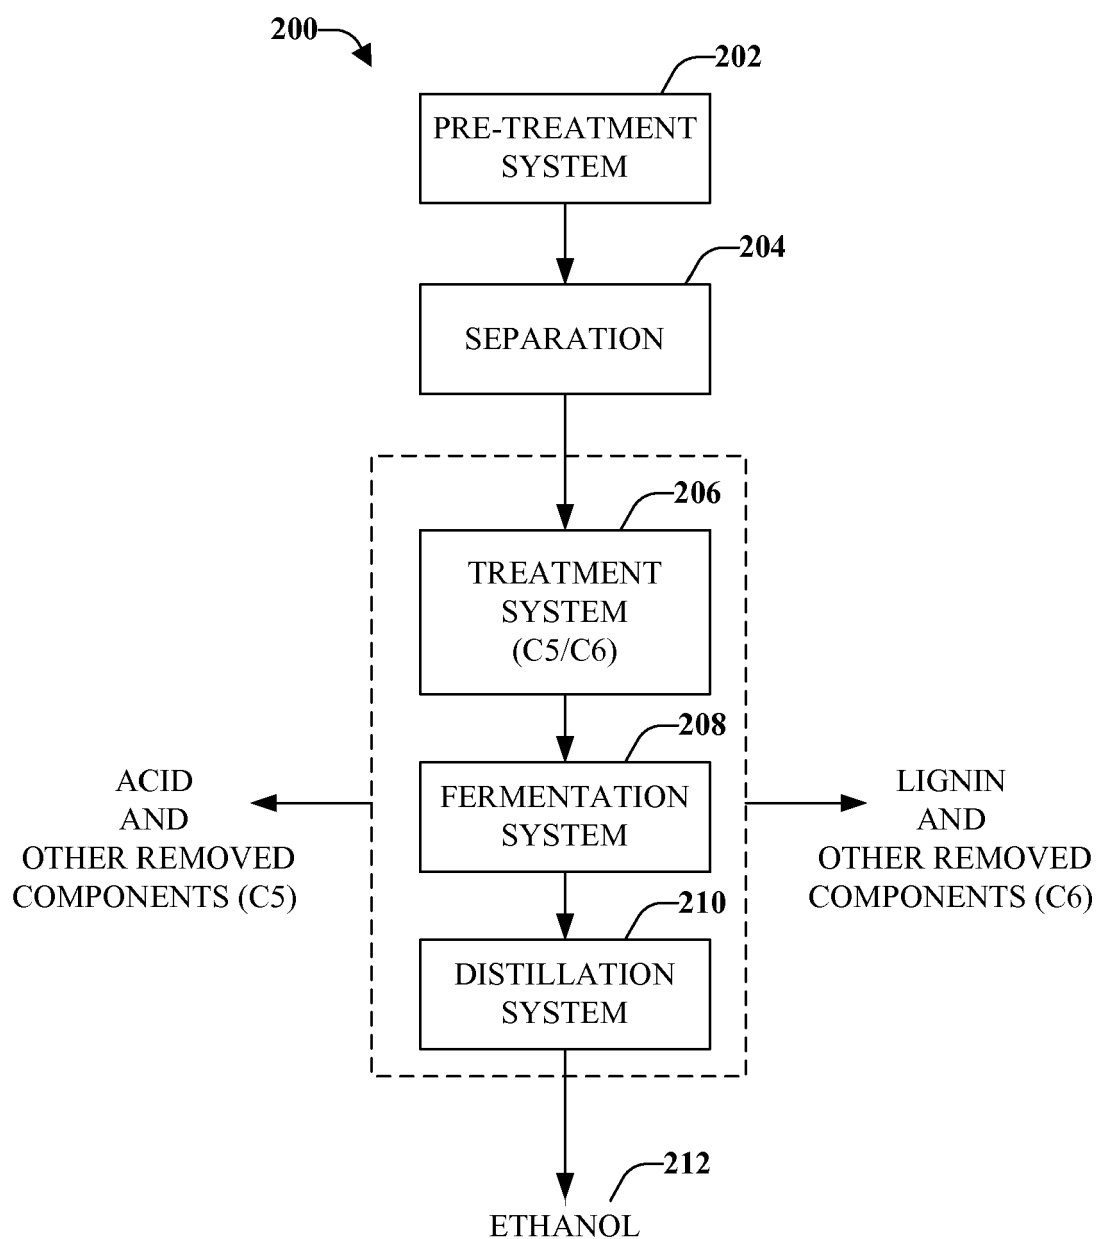 200
202
PRE-TREATMENT
SYSTEM
204
SEPARATION
206
TREATMENT
SYSTEM
(C5/C6)
208
FERMENTATION
SYSTEM
ACID
AND
OTHER REMOVED
COMPONENTS (C5)
LIGNIN
AND
OTHER REMOVED
COMPONENTS (C6)
210
DISTILLATION
SYSTEM
212
ETHANOL